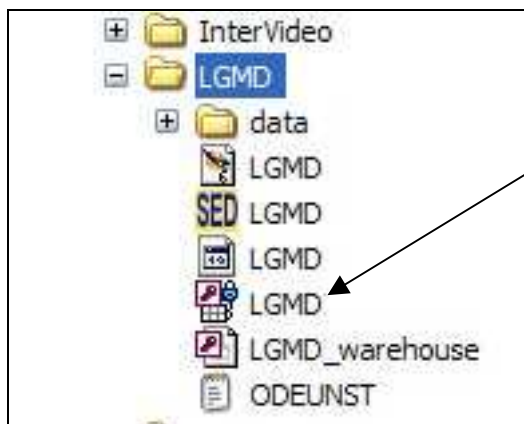 InterVideo
LGMD
data
LGMD
SED LGMD
LGMD
LGMD
LGMD_warehouse
ODEUNST